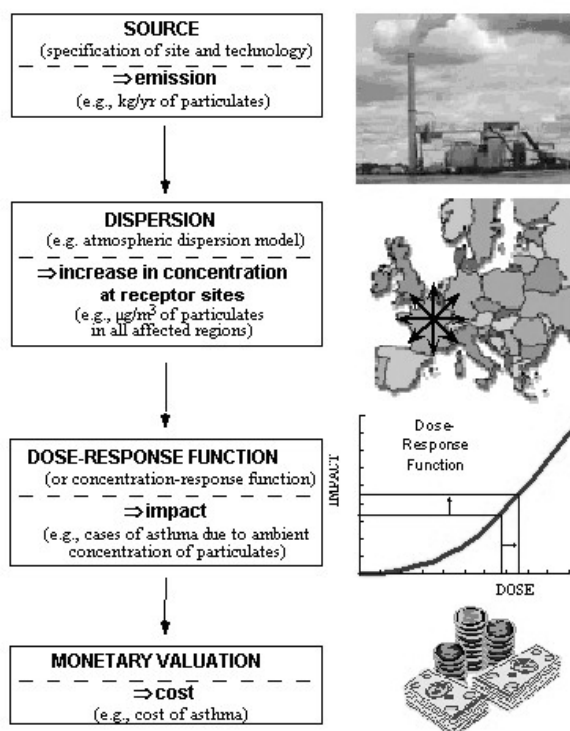 SOURCE
(specification of site and technology)
⇒emission
(e.g., kg/yr of particulates)
DISPERSION
(e.g. atmospheric dispersion model)
⇒increase in concentration
at receptor sites
(e.g., µg/m³ of particulates
in all affected regions)
DOSE-RESPONSE FUNCTION
(or concentration-response function)
⇒impact
(e.g., cases of asthma due to ambient
concentration of particulates)
Dose-
Response
Function
IMPACT
DOSE
MONETARY VALUATION
⇒cost
(e.g., cost of asthma)